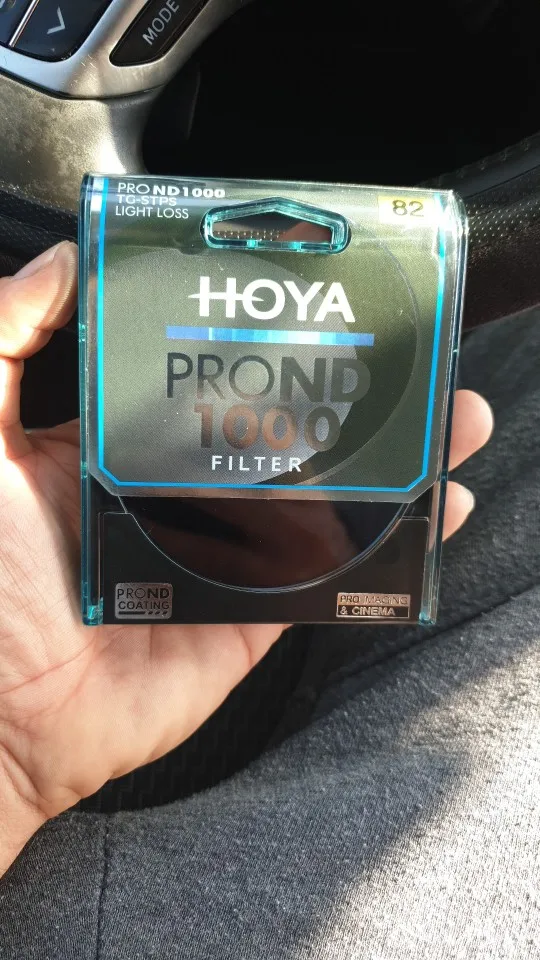 MODE
PROND1000
TG-STPS
LIGHT LOSS
82
HOYA
PROND
1000
FILTER
PROND
COATING
PRO IMAGING
& CINEMA